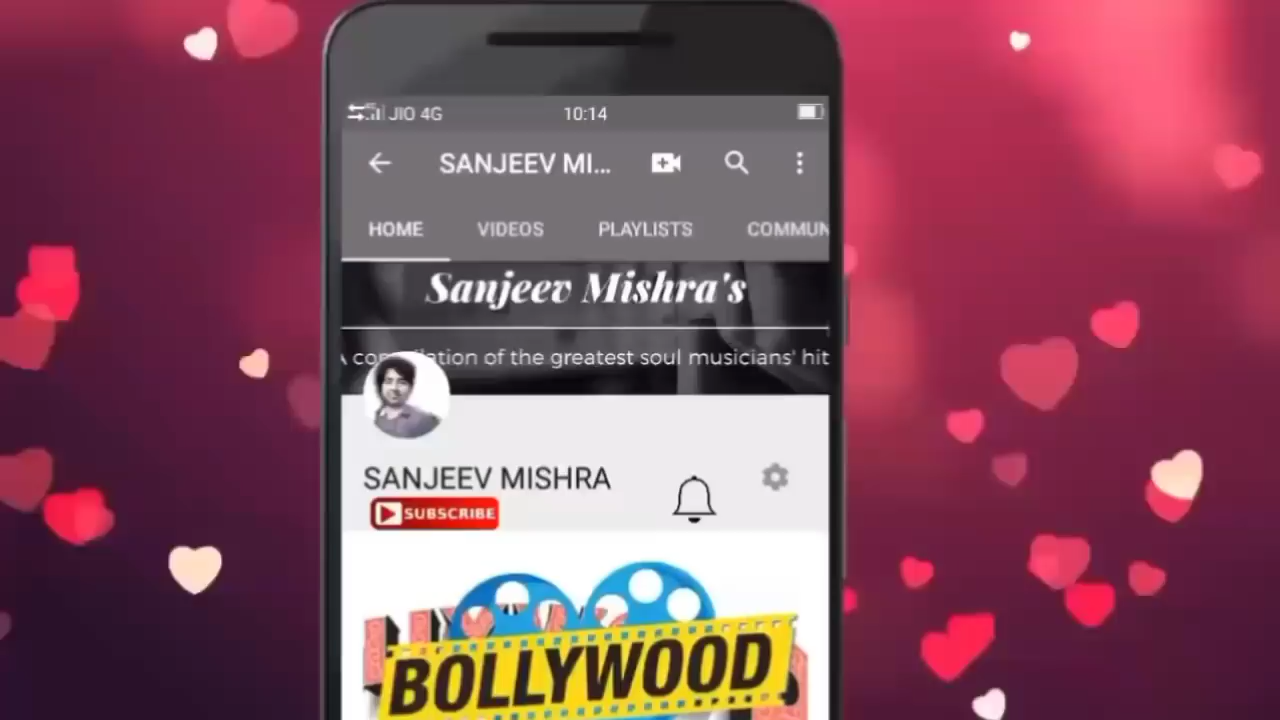 JIO 4G 10:14
SANJEEV MI...
HOME VIDEOS PLAYLISTS COMMUN
Sanjeev Mishra's
of the greatest soul musicians' hit
SANJEEV MISHRA
SUBSCRIBE
BOLLYWOOD